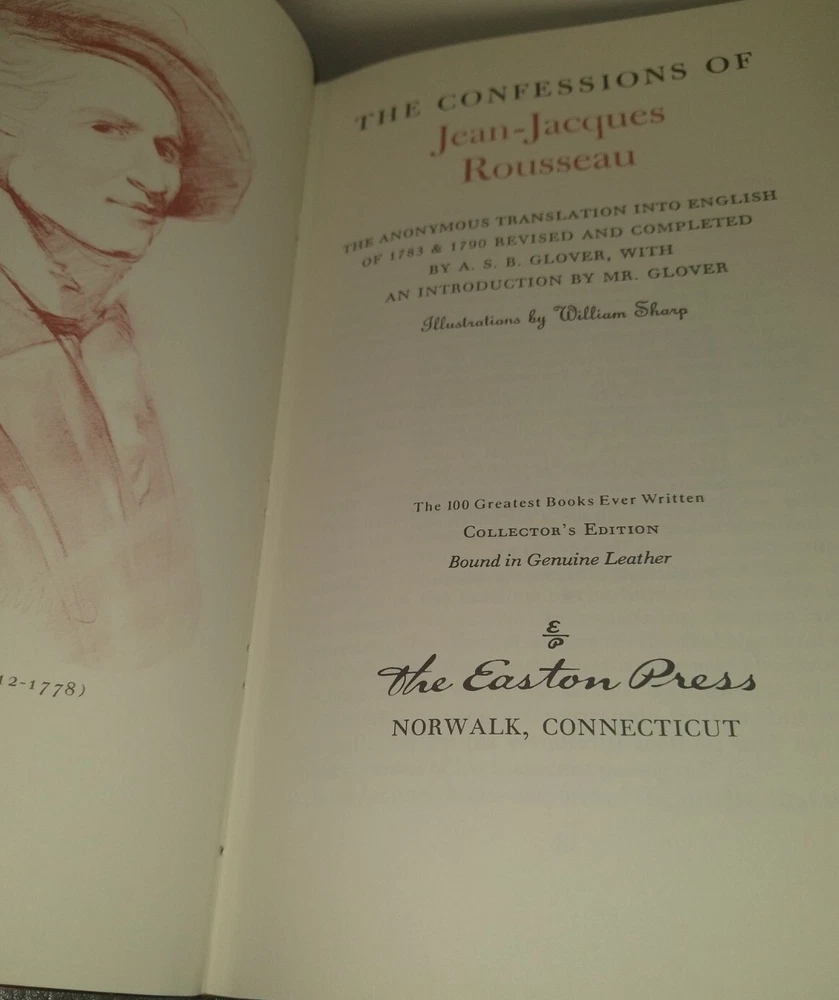 12-1778)
THE CONFESSIONS OF
Jean-Jacques
Rousseau
THE ANONYMOUS TRANSLATION INTO ENGLISH
OF 1783 & 1790 REVISED AND COMPLETED
BY A. S. B. GLOVER, WITH
AN INTRODUCTION BY MR. GLOVER
Illustrations by William Sharp
The 100 Greatest Books Ever Written
COLLECTOR'S EDITION
Bound in Genuine Leather
E
P
The Easton Press
NORWALK, CONNECTICUT